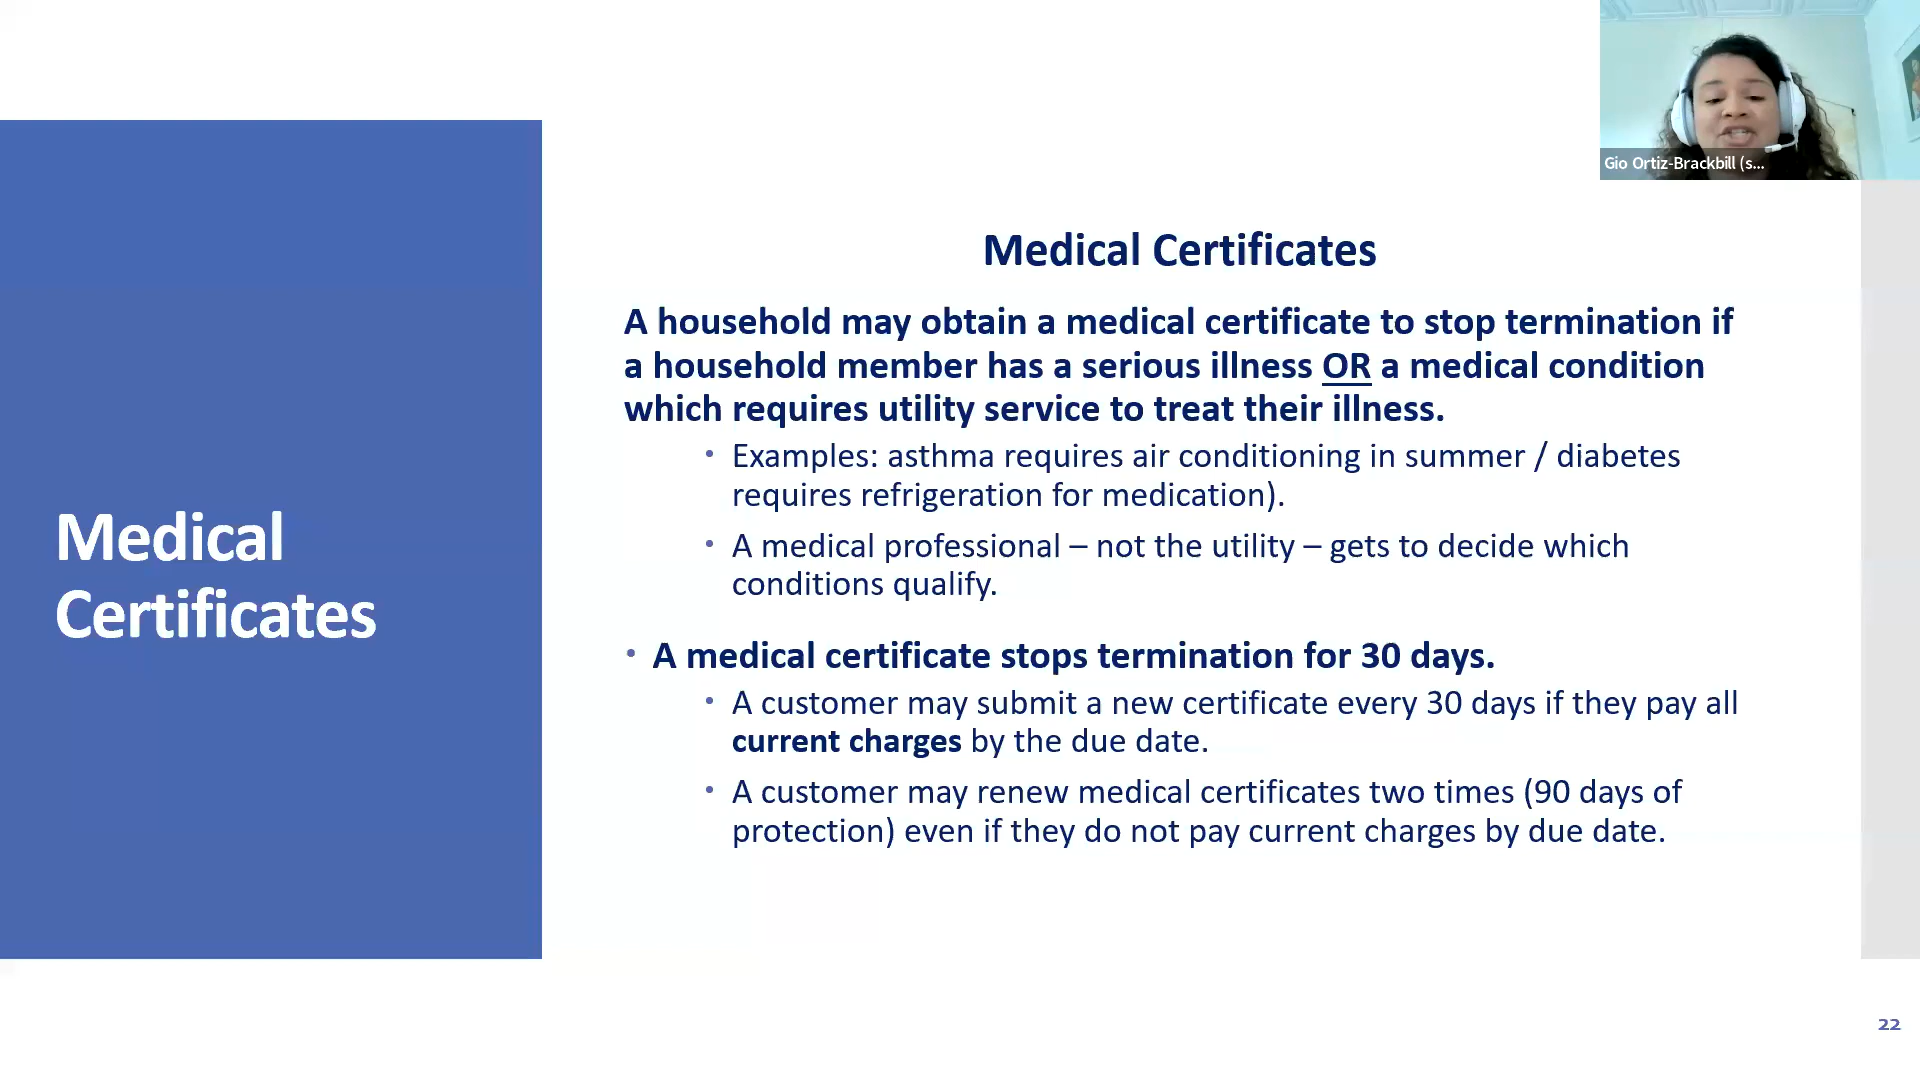 Gio Ortiz-Brackbill (s...
Medical
Certificates
Medical Certificates
A household may obtain a medical certificate to stop termination if
a household member has a serious illness OR a medical condition
which requires utility service to treat their illness.
• Examples: asthma requires air conditioning in summer / diabetes
requires refrigeration for medication).
• A medical professional – not the utility – gets to decide which
conditions qualify.
• A medical certificate stops termination for 30 days.
• A customer may submit a new certificate every 30 days if they pay all
current charges by the due date.
• A customer may renew medical certificates two times (90 days of
protection) even if they do not pay current charges by due date.
22